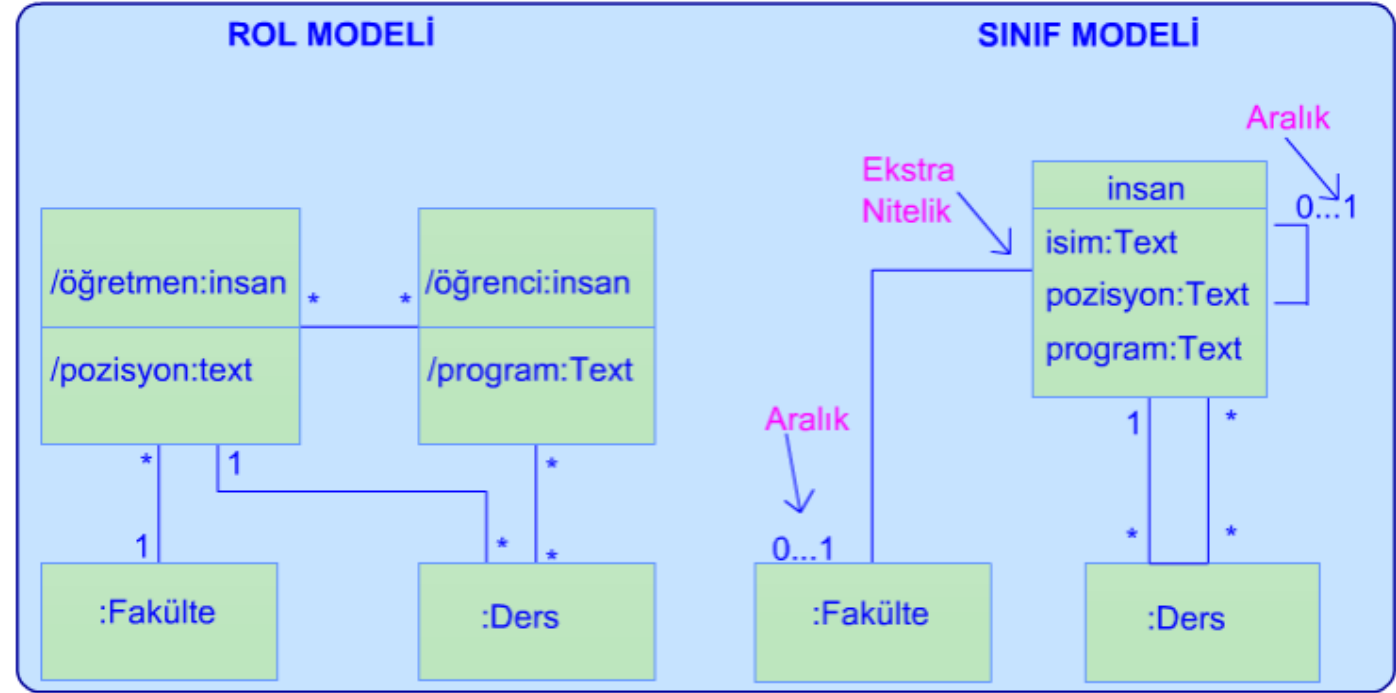 ROL MODELİ
/öğretmen:insan
* *
/öğrenci:insan
/pozisyon:text
/program:Text
* 1 *
1 * *
:Fakülte
:Ders
SINIF MODELİ
Aralık
Ekstra
Nitelik
insan
0...1
isim:Text
pozisyon:Text
program:Text
Aralık
1 *
* *
0...1
:Fakülte
:Ders